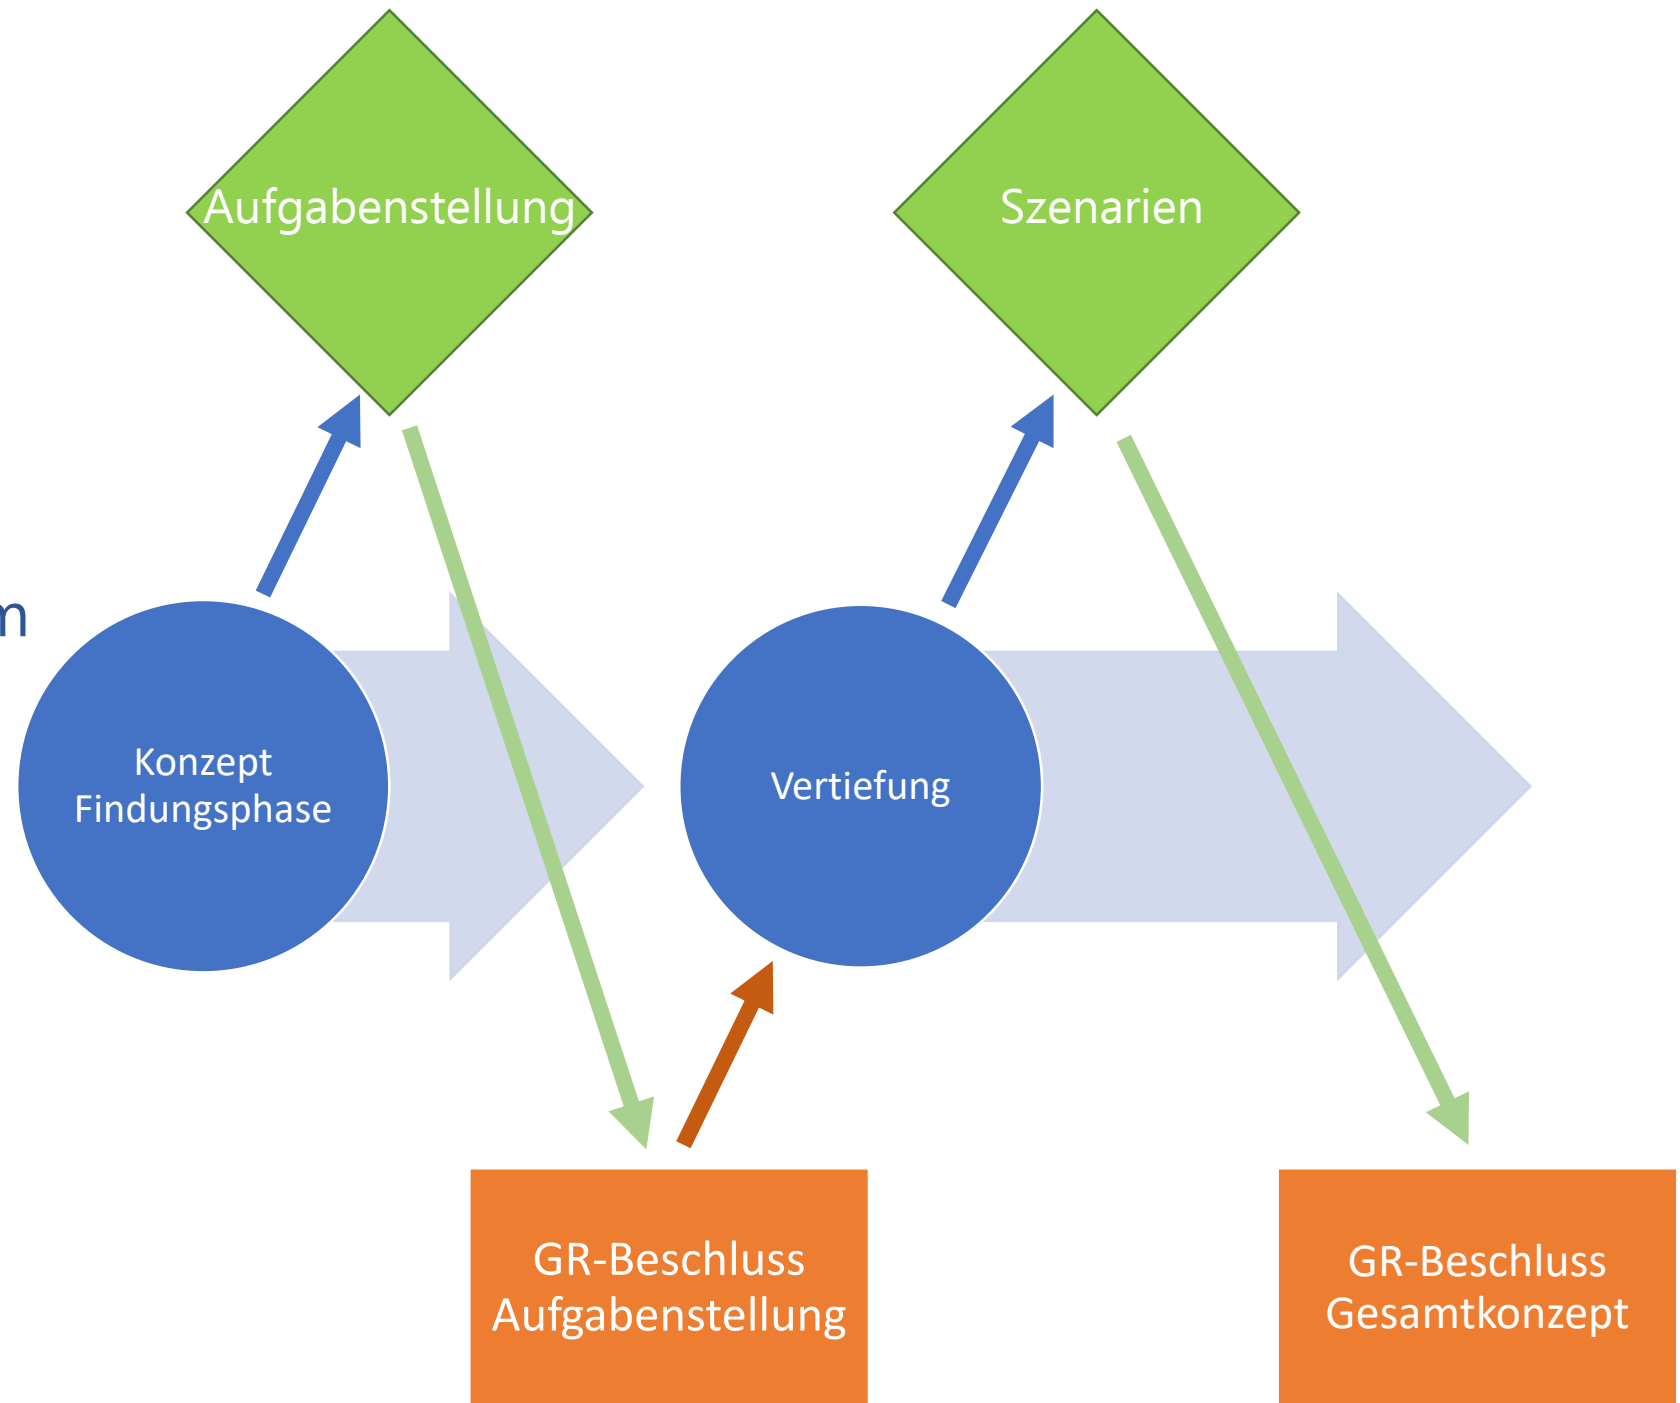 Aufgabenstellung
Szenarien
Konzept
Findungsphase
Vertiefung
GR-Beschluss
Aufgabenstellung
GR-Beschluss
Gesamtkonzept